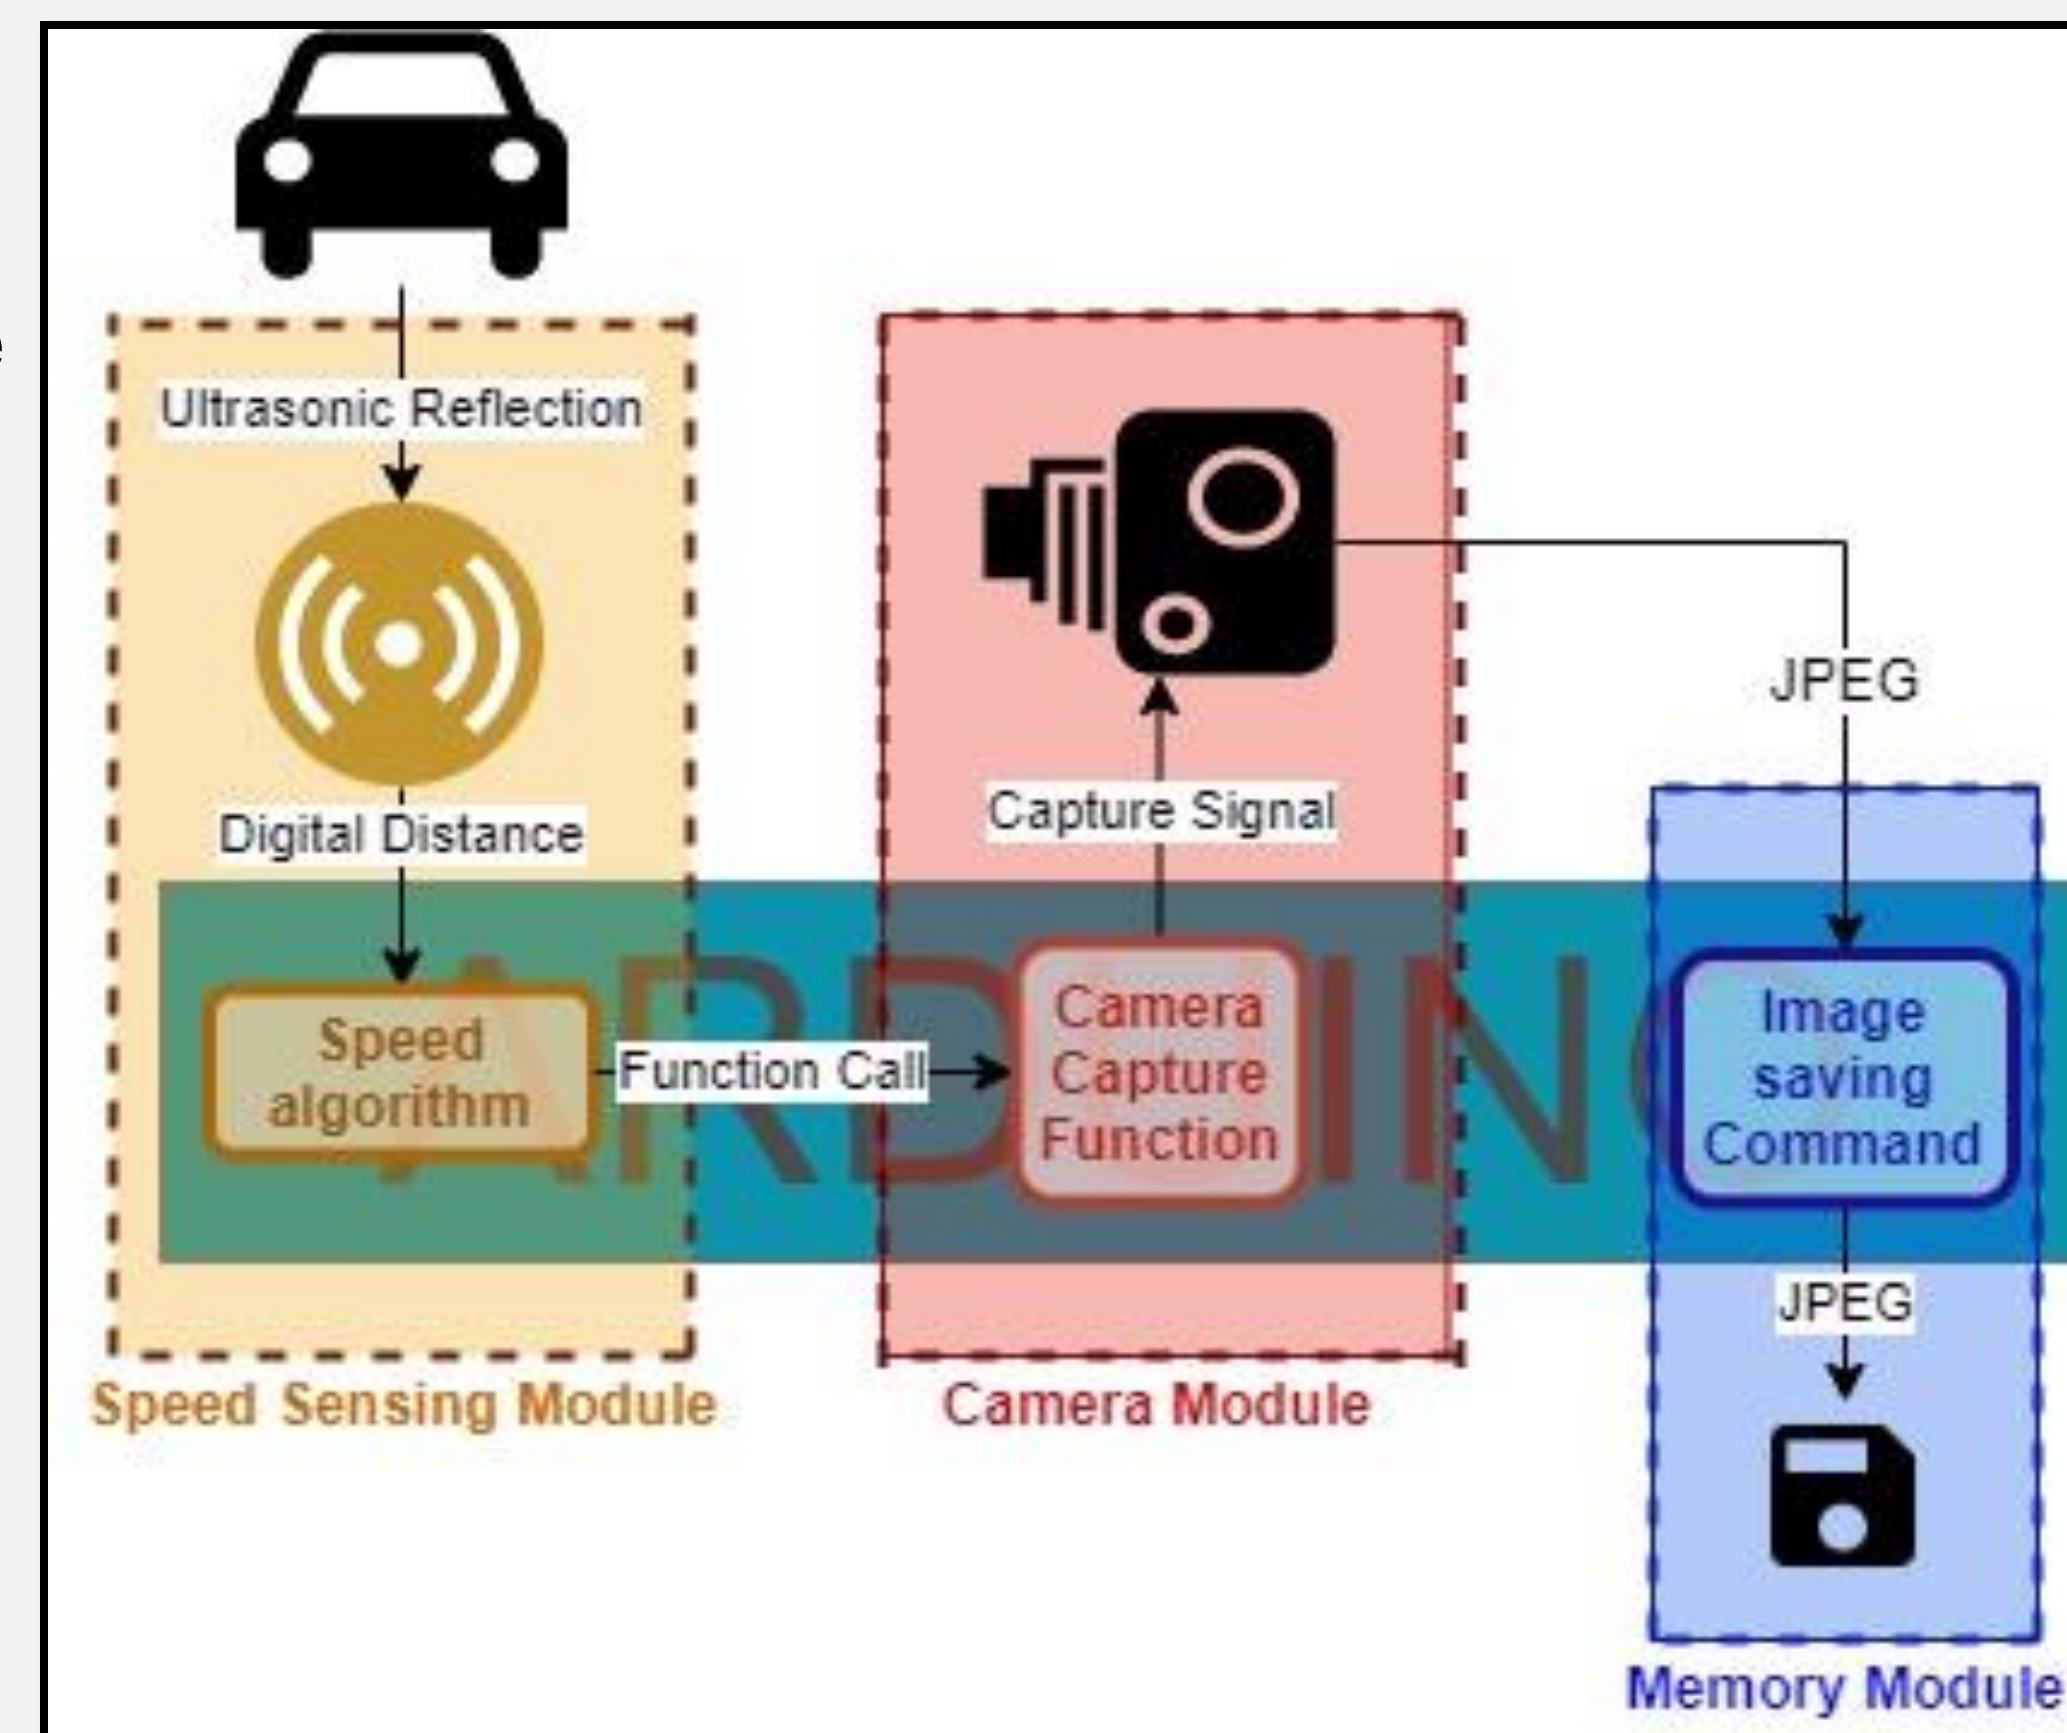 Ultrasonic Reflection
Digital Distance
Speed
algorithm
Function Call
Speed Sensing Module
Capture Signal
Camera
Capture
Function
Camera Module
JPEG
Image
saving
Command
JPEG
Memory Module